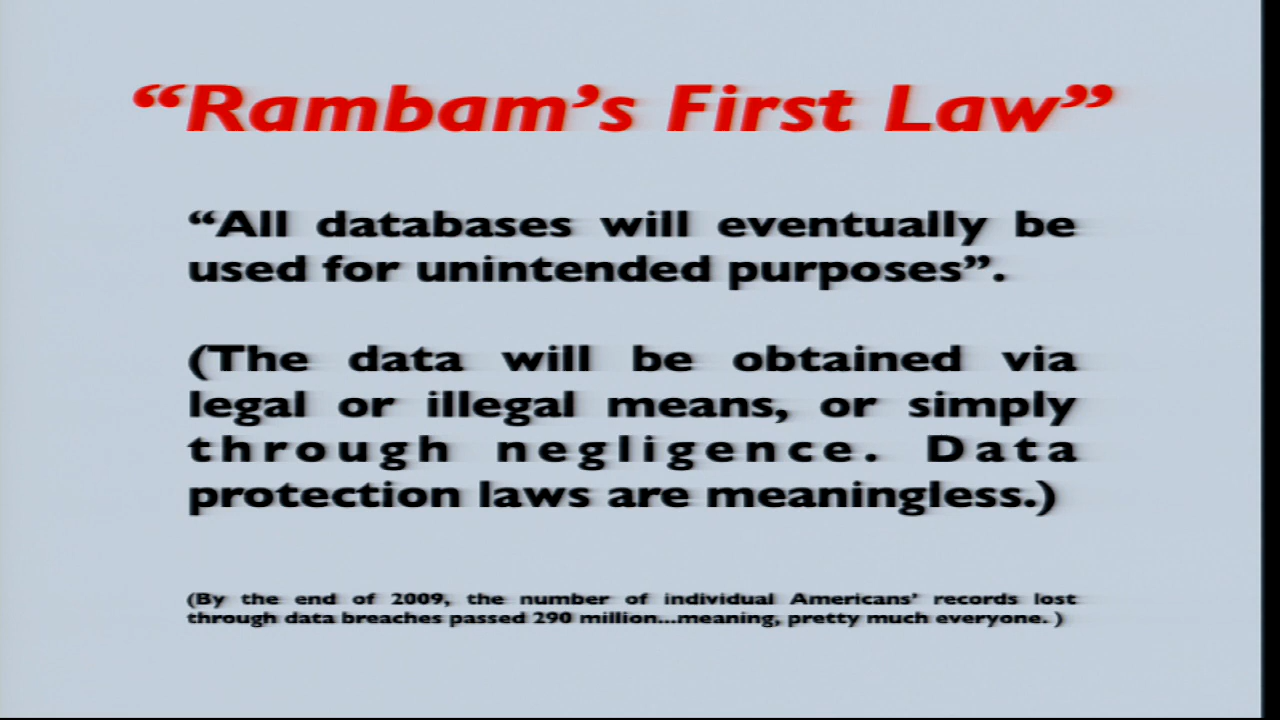 “Rambam’s First Law”
“All databases will eventually be
used for unintended purposes”.
(The data will be obtained via
legal or illegal means, or simply
through negligence. Data
protection laws are meaningless.)
(By the end of 2009, the number of individual Americans’ records lost
through data breaches passed 290 million...meaning, pretty much everyone. )